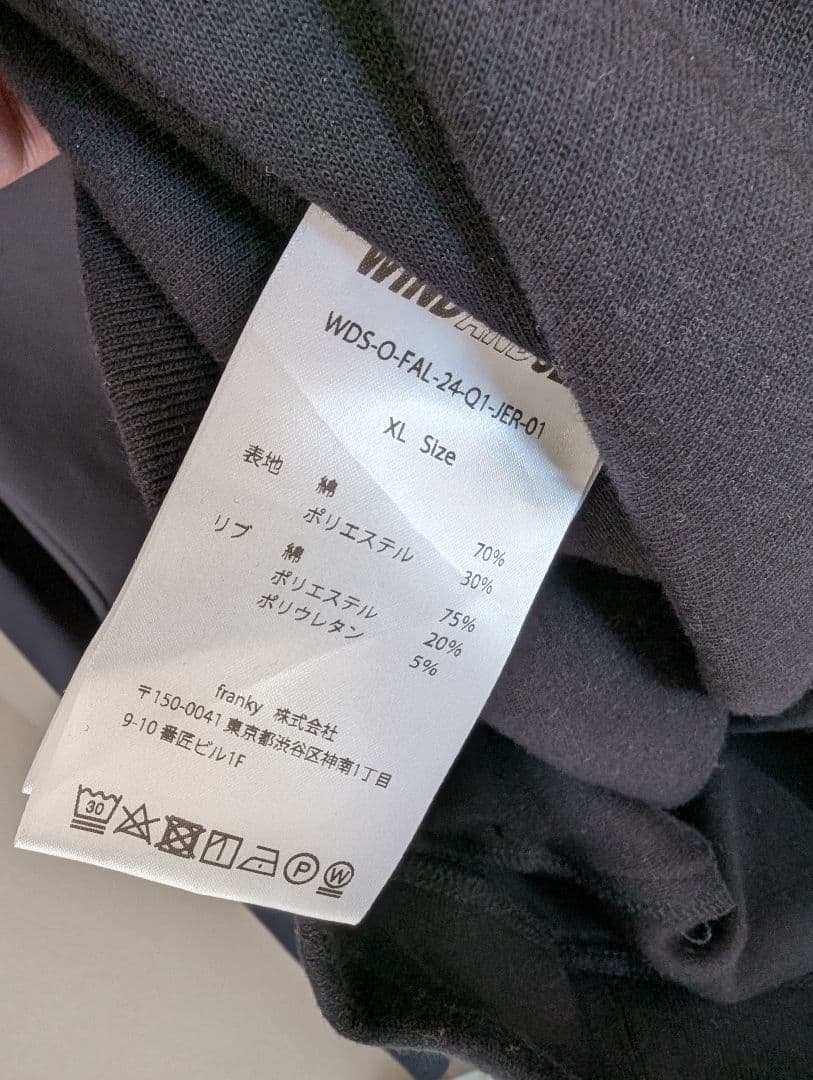 WINDAND
WDS-O-FAL-24-Q1-JER-01
XL Size
表地 綿 70%
ポリエステル 30%
リブ 綿 75%
ポリエステル 20%
ポリウレタン 5%
franky 株式会社
〒150-0041 東京都渋谷区神南1丁目
9-10 番匠ビル1F
30 P W